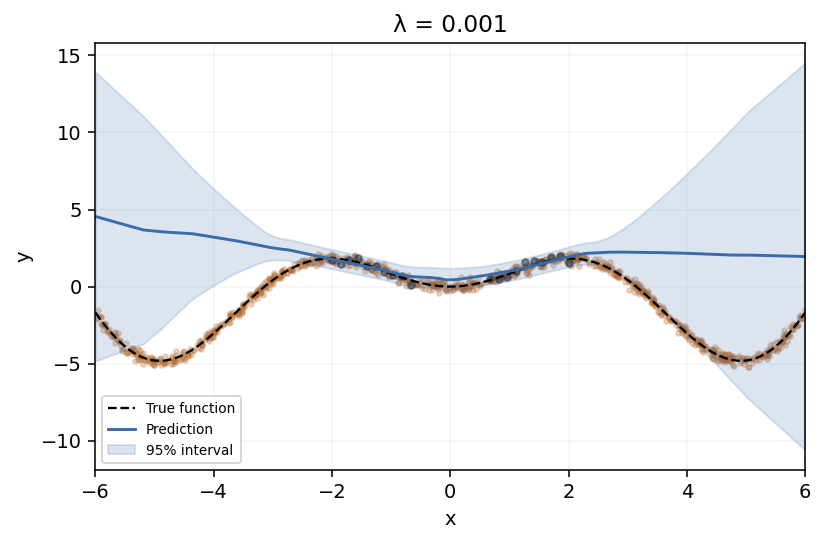 λ = 0.001
15
10
5
0
−5
−10
y
True function
Prediction
95% interval
−6
−4
−2
0
2
4
6
x